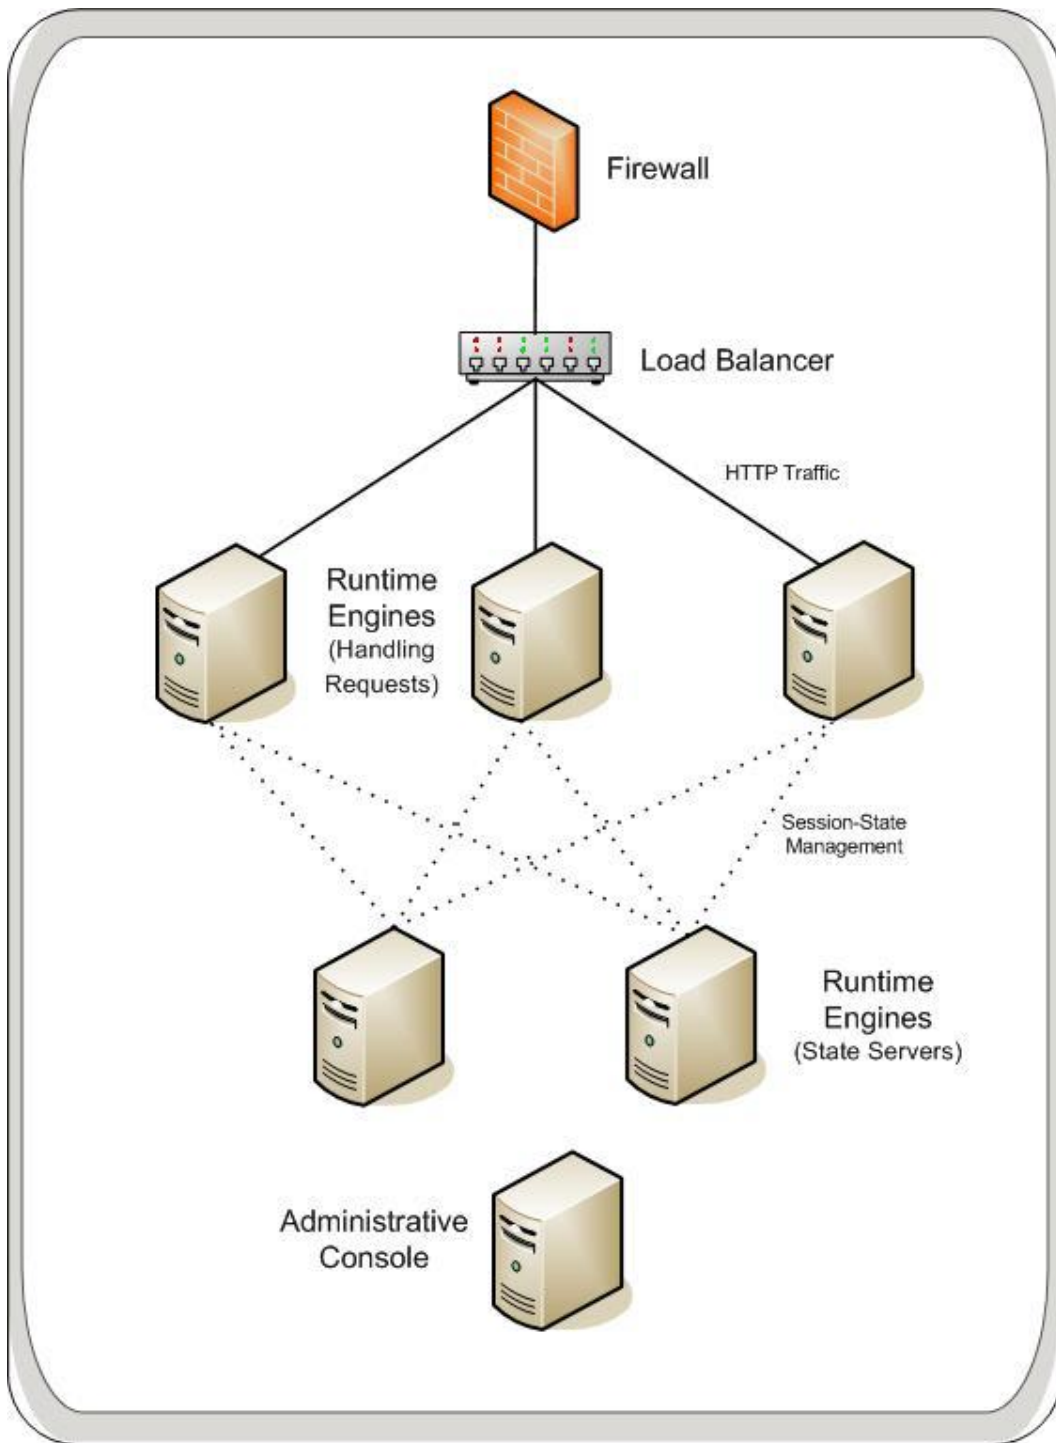 Firewall
Load Balancer
HTTP Traffic
Runtime
Engines
(Handling
Requests)
Session-State
Management
Runtime
Engines
(State Servers)
Administrative
Console